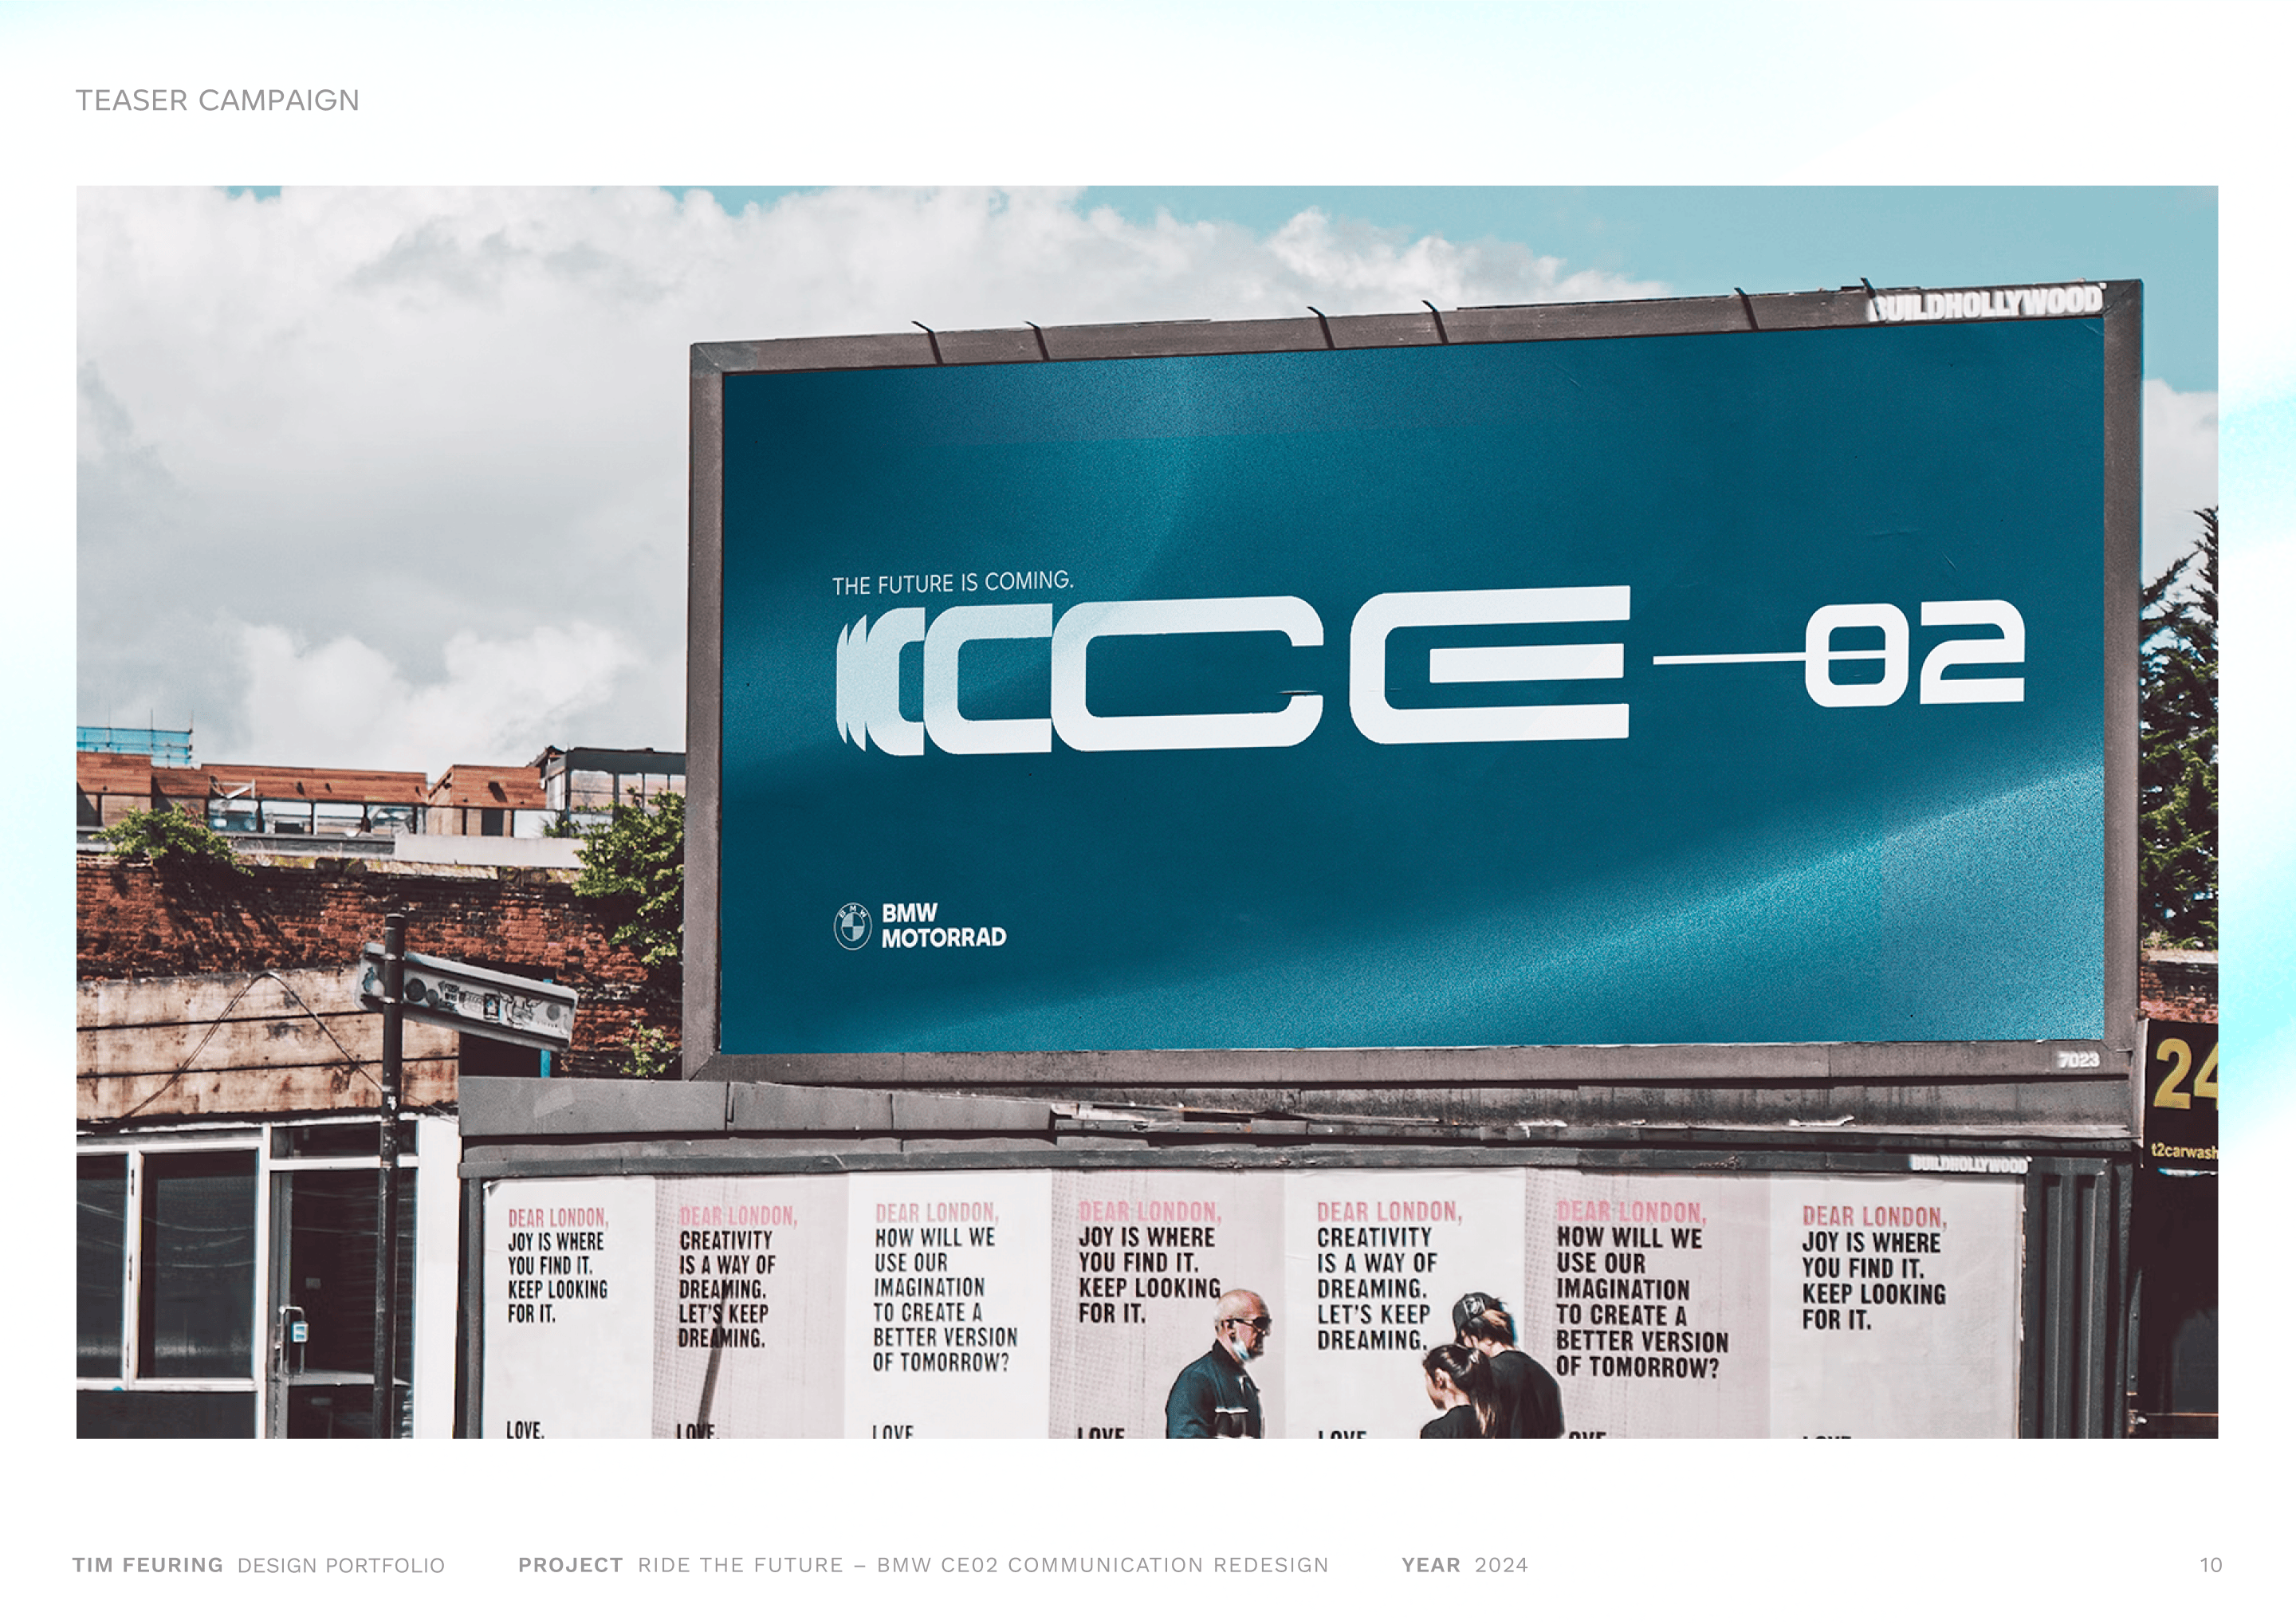 TEASER CAMPAIGN
BUILDHOLLYWOOD
THE FUTURE IS COMING.
CE—02
BMW
MOTORRAD
7023
24
t2carwash
BUILDHOLLYWOOD
DEAR LONDON,
JOY IS WHERE
YOU FIND IT.
KEEP LOOKING
FOR IT.
LOVE,
DEAR LONDON,
CREATIVITY
IS A WAY OF
DREAMING.
LET'S KEEP
DREAMING.
LOVE,
DEAR LONDON,
HOW WILL WE
USE OUR
IMAGINATION
TO CREATE A
BETTER VERSION
OF TOMORROW?
LOVE
DEAR LONDON,
JOY IS WHERE
YOU FIND IT.
KEEP LOOKING
FOR IT.
LOVE
DEAR LONDON,
CREATIVITY
IS A WAY OF
DREAMING.
LET'S KEEP
DREAMING.
LOVE
DEAR LONDON,
HOW WILL WE
USE OUR
IMAGINATION
TO CREATE A
BETTER VERSION
OF TOMORROW?
DEAR LONDON,
JOY IS WHERE
YOU FIND IT.
KEEP LOOKING
FOR IT.
TIM FEURING DESIGN PORTFOLIO PROJECT RIDE THE FUTURE – BMW CE02 COMMUNICATION REDESIGN YEAR 2024 10